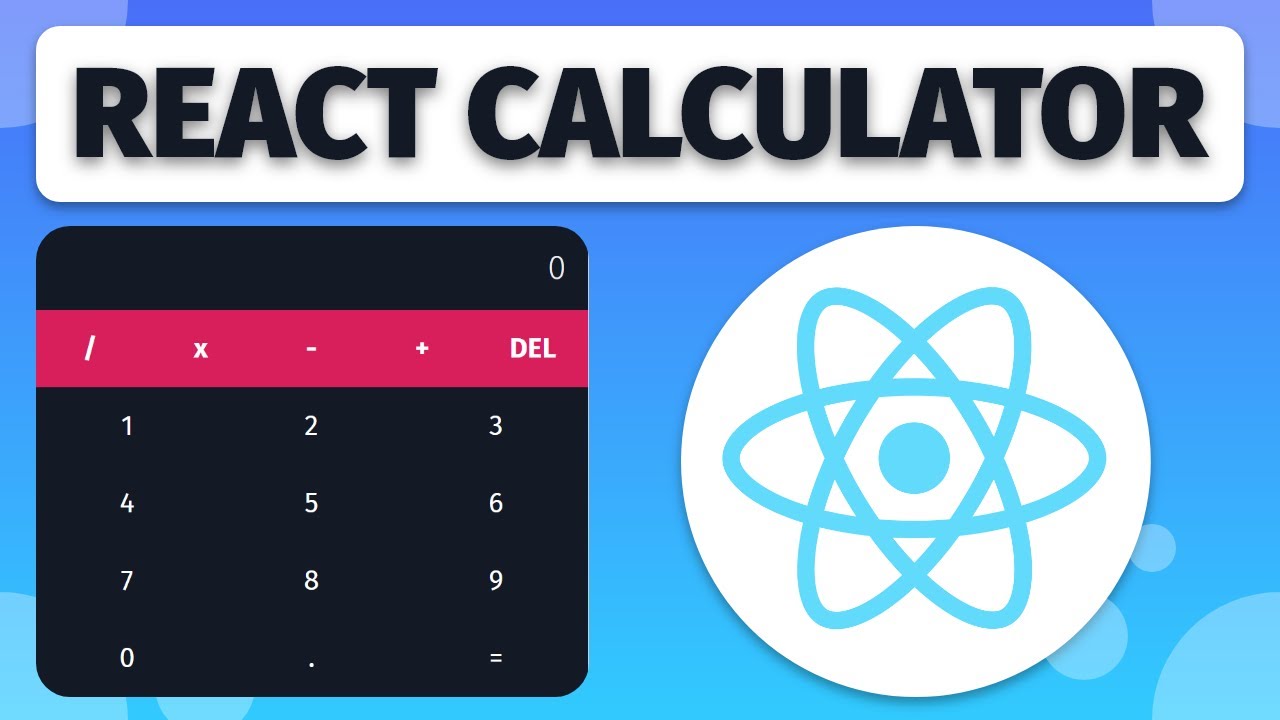 REACT CALCULATOR
0
/ x - + DEL
1 2 3
4 5 6
7 8 9
0 . =